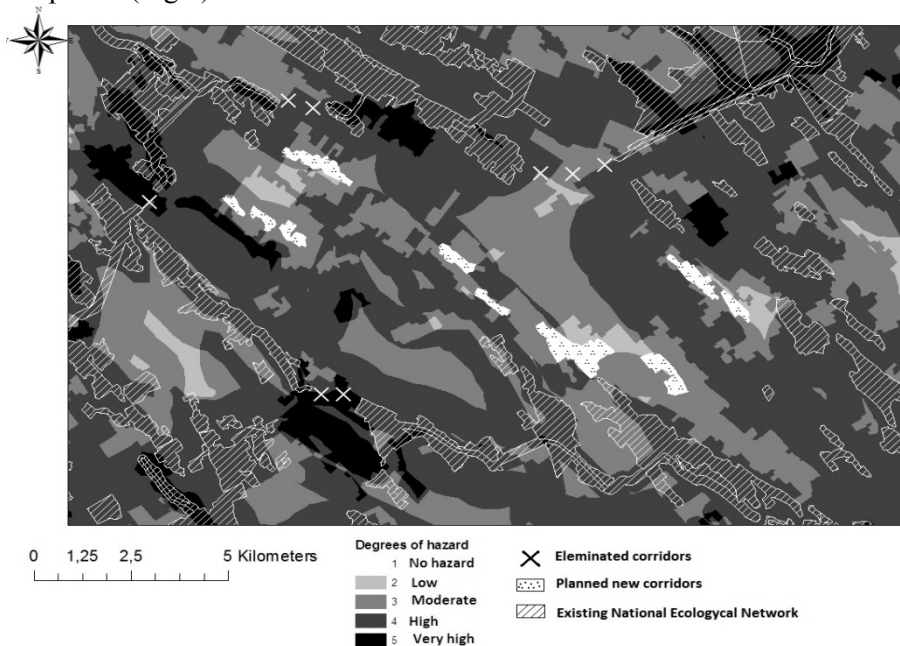 N
S
0 1,25 2,5 5 Kilometers
Degrees of hazard
1 No hazard
2 Low
3 Moderate
4 High
5 Very high
Eleminated corridors
Planned new corridors
Existing National Ecologycal Network